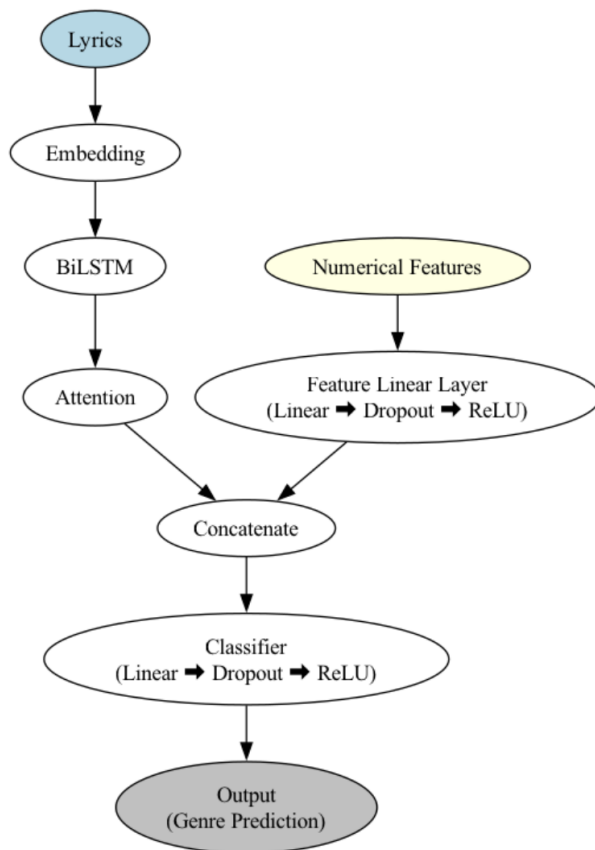 Lyrics
Embedding
BiLSTM
Numerical Features
Attention
Feature Linear Layer
(Linear ➡ Dropout ➡ ReLU)
Concatenate
Classifier
(Linear ➡ Dropout ➡ ReLU)
Output
(Genre Prediction)